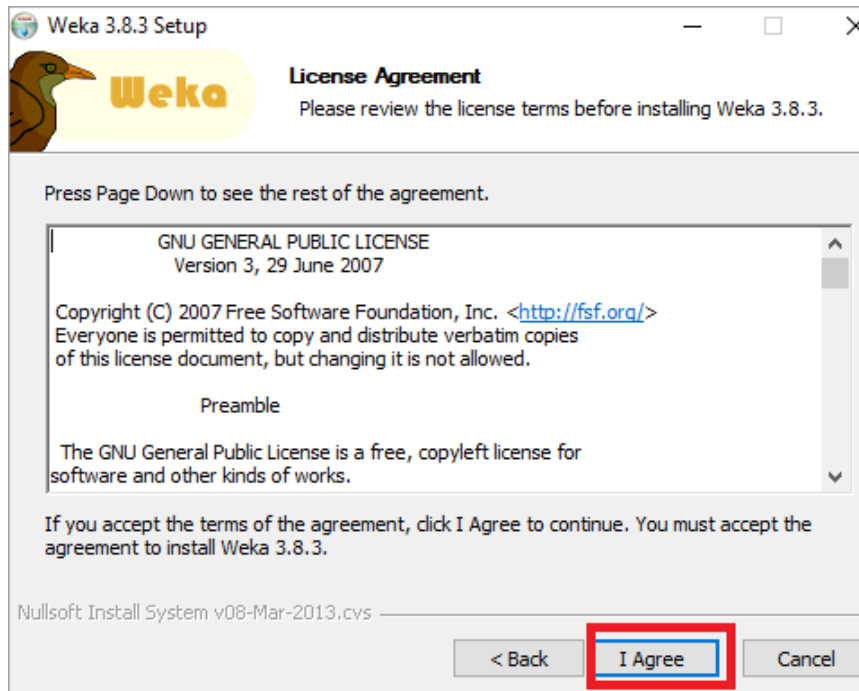 Weka 3.8.3 Setup
Weka
License Agreement
Please review the license terms before installing Weka 3.8.3.
Press Page Down to see the rest of the agreement.
GNU GENERAL PUBLIC LICENSE
Version 3, 29 June 2007
Copyright (C) 2007 Free Software Foundation, Inc. <http://fsf.org/>
Everyone is permitted to copy and distribute verbatim copies
of this license document, but changing it is not allowed.
Preamble
The GNU General Public License is a free, copyleft license for
software and other kinds of works.
If you accept the terms of the agreement, click I Agree to continue. You must accept the
agreement to install Weka 3.8.3.
Nullsoft Install System v08-Mar-2013.cvs
< Back
I Agree
Cancel